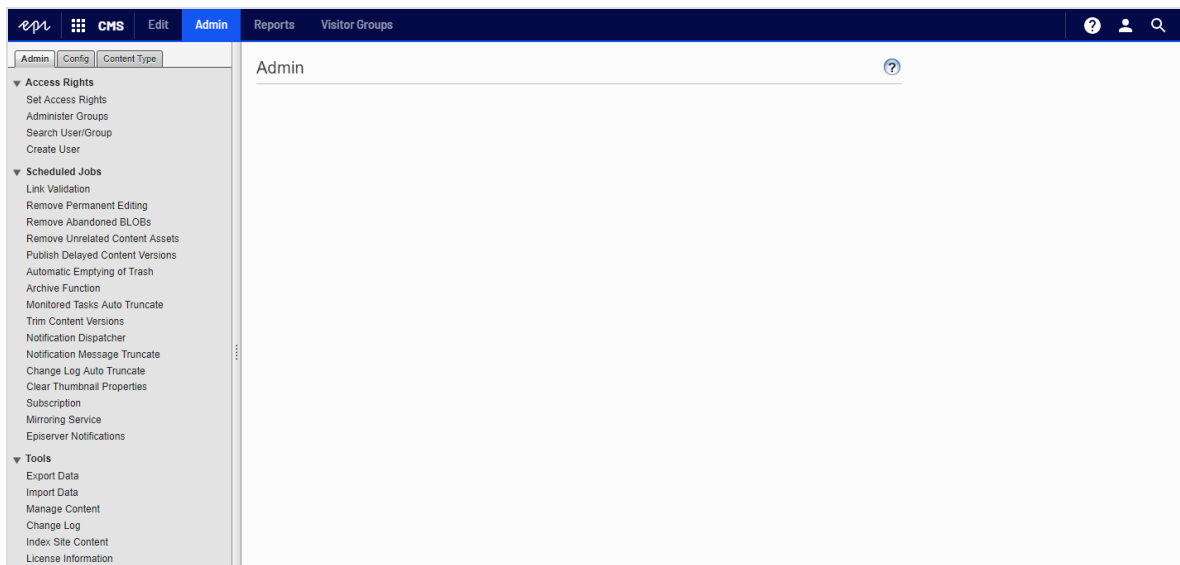 epi CMS Edit Admin Reports Visitor Groups ?
Admin Config Content Type
Admin ?
Access Rights
Set Access Rights
Administer Groups
Search User/Group
Create User
Scheduled Jobs
Link Validation
Remove Permanent Editing
Remove Abandoned BLOBs
Remove Unrelated Content Assets
Publish Delayed Content Versions
Automatic Emptying of Trash
Archive Function
Monitored Tasks Auto Truncate
Trim Content Versions
Notification Dispatcher
Notification Message Truncate
Change Log Auto Truncate
Clear Thumbnail Properties
Subscription
Mirroring Service
Episerver Notifications
Tools
Export Data
Import Data
Manage Content
Change Log
Index Site Content
License Information